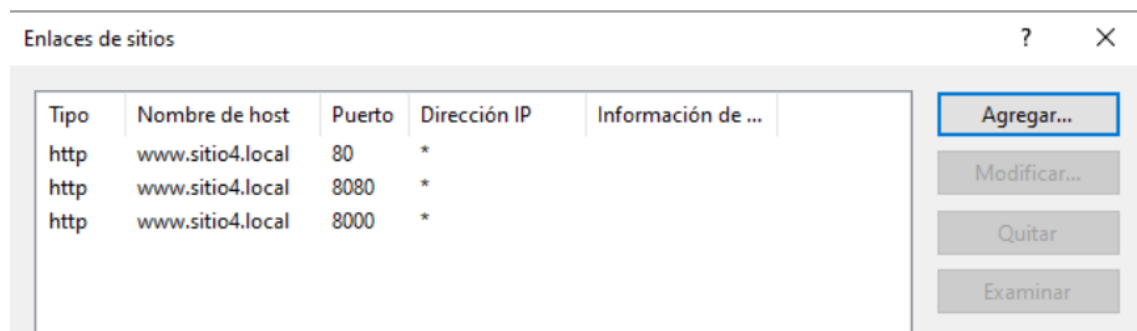 Enlaces de sitios ? ×
Tipo Nombre de host Puerto Dirección IP Información de ...
http www.sitio4.local 80 *
http www.sitio4.local 8080 *
http www.sitio4.local 8000 *
Agregar...
Modificar...
Quitar
Examinar